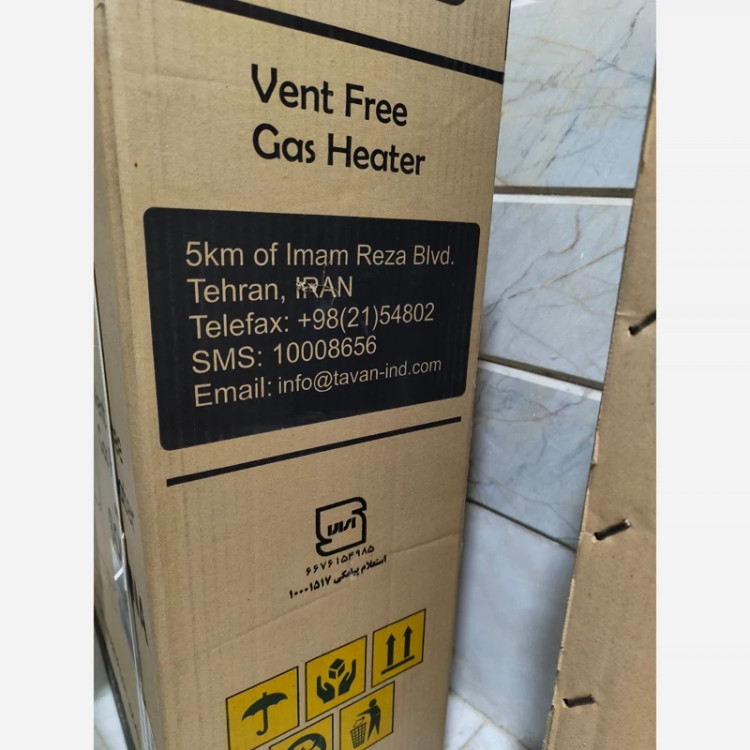 Vent Free
Gas Heater
5km of Imam Reza Blvd.
Tehran, IRAN
Telefax: +98(21)54802
SMS: 10008656
Email: info@tavan-ind.com
۶۶۷۶۱۵۴۹۸۵
استعلام پیامکی ۱۰۰۰۱۵۱۷